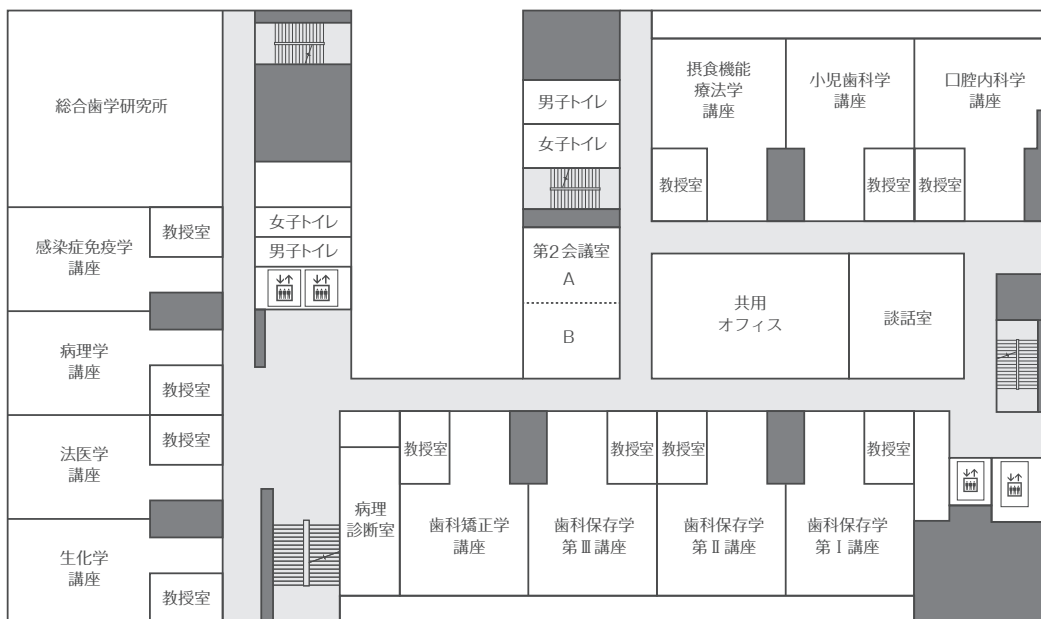 総合歯学研究所
感染症免疫学
講座
教授室
病理学
講座
教授室
法医学
講座
教授室
生化学
講座
教授室
女子トイレ
男子トイレ
男子トイレ
女子トイレ
第2会議室
A
B
摂食機能
療法学
講座
教授室
小児歯科学
講座
教授室
口腔内科学
講座
教授室
共用
オフィス
談話室
病理
診断室
教授室
歯科矯正学
講座
教授室
歯科保存学
第Ⅲ講座
教授室
歯科保存学
第Ⅱ講座
教授室
歯科保存学
第Ⅰ講座